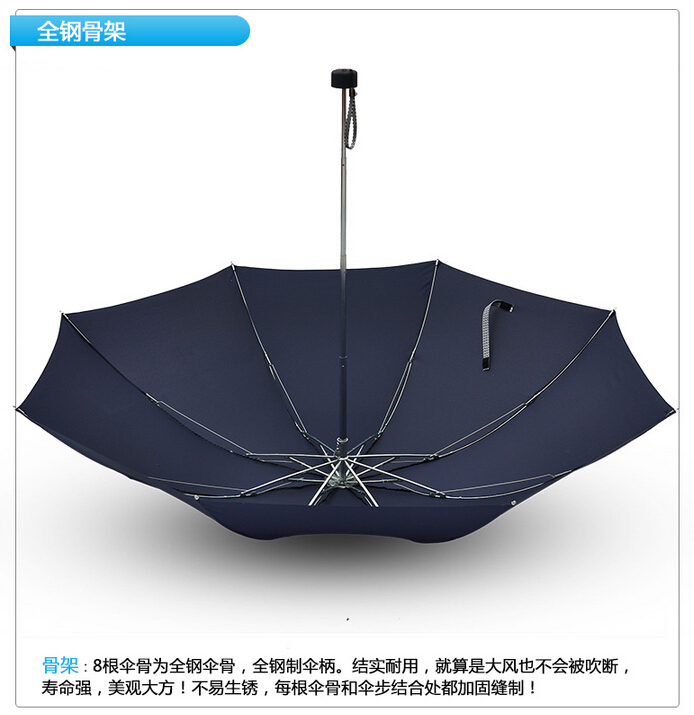 全钢骨架
骨架：8根伞骨为全钢伞骨，全钢制伞柄。结实耐用，就算是大风也不会被吹断，
寿命强，美观大方！不易生锈，每根伞骨和伞步结合处都加固缝制！